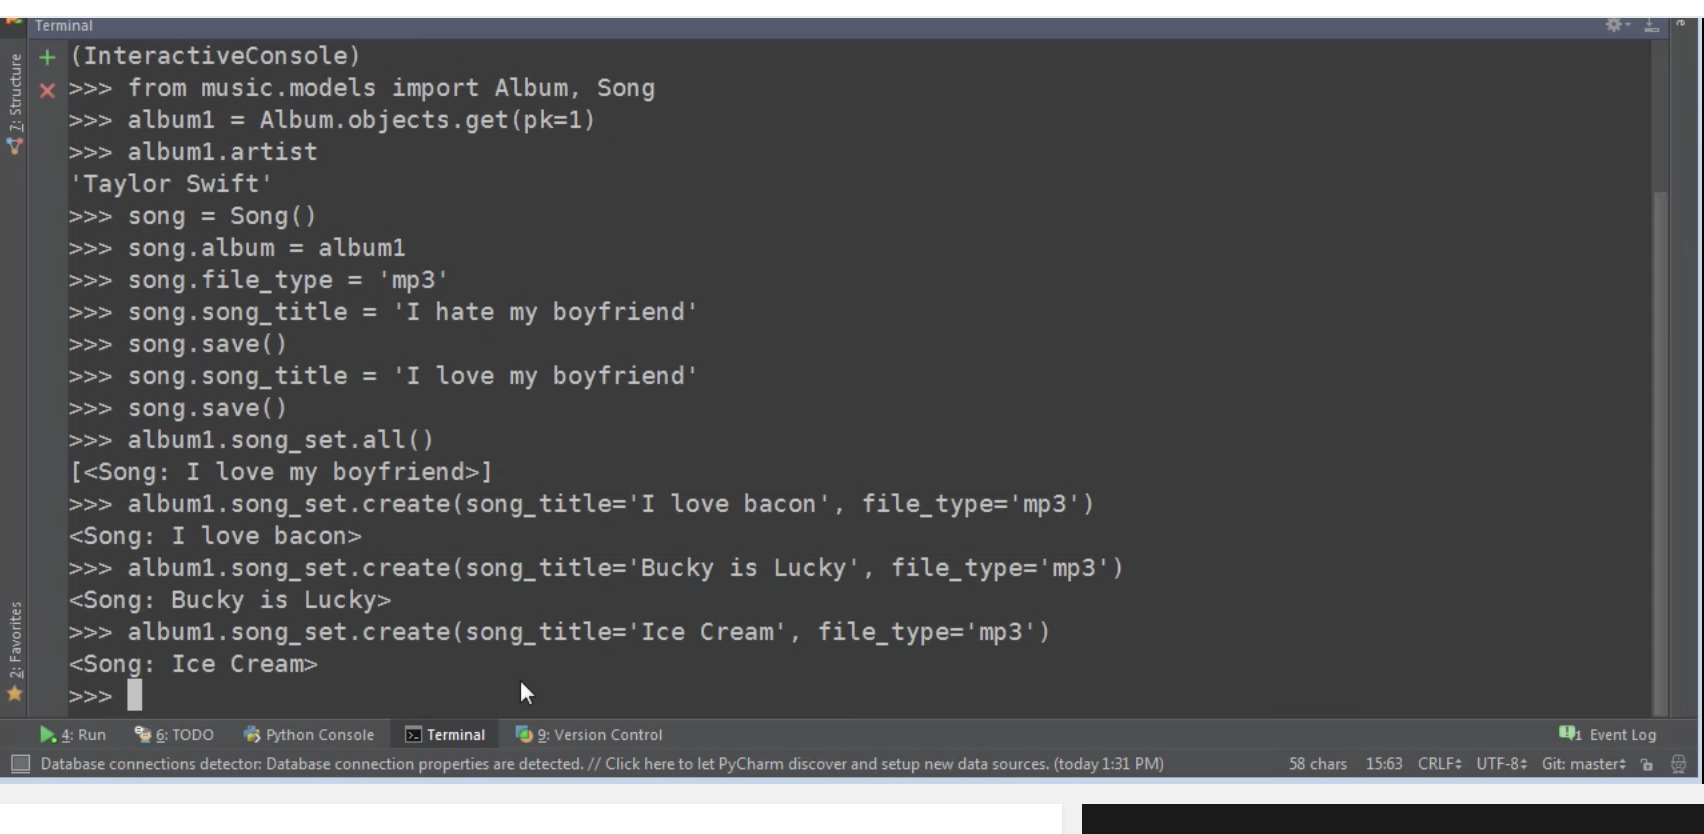 Terminal
(InteractiveConsole)
>>> from music.models import Album, Song
>>> album1 = Album.objects.get(pk=1)
>>> album1.artist
'Taylor Swift'
>>> song = Song()
>>> song.album = album1
>>> song.file_type = 'mp3'
>>> song.song_title = 'I hate my boyfriend'
>>> song.save()
>>> song.song_title = 'I love my boyfriend'
>>> song.save()
>>> album1.song_set.all()
[<Song: I love my boyfriend>]
>>> album1.song_set.create(song_title='I love bacon', file_type='mp3')
<Song: I love bacon>
>>> album1.song_set.create(song_title='Bucky is Lucky', file_type='mp3')
<Song: Bucky is Lucky>
>>> album1.song_set.create(song_title='Ice Cream', file_type='mp3')
<Song: Ice Cream>
>>>
7: Structure
2: Favorites
4: Run 6: TODO Python Console Terminal 9: Version Control 1 Event Log
Database connections detector: Database connection properties are detected. // Click here to let PyCharm discover and setup new data sources. (today 1:31 PM) 58 chars 15:63 CRLF UTF-8 Git: master